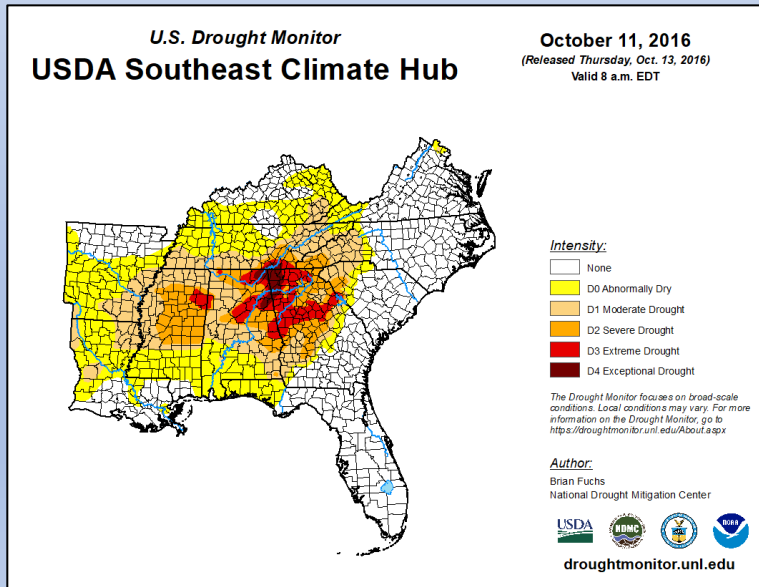 U.S. Drought Monitor
USDA Southeast Climate Hub
October 11, 2016
(Released Thursday, Oct. 13, 2016)
Valid 8 a.m. EDT
Intensity:
None
D0 Abnormally Dry
D1 Moderate Drought
D2 Severe Drought
D3 Extreme Drought
D4 Exceptional Drought
The Drought Monitor focuses on broad-scale
conditions. Local conditions may vary. For more
information on the Drought Monitor, go to
https://droughtmonitor.unl.edu/About.aspx
Author:
Brian Fuchs
National Drought Mitigation Center
USDA
NDMC
NOAA
droughtmonitor.unl.edu